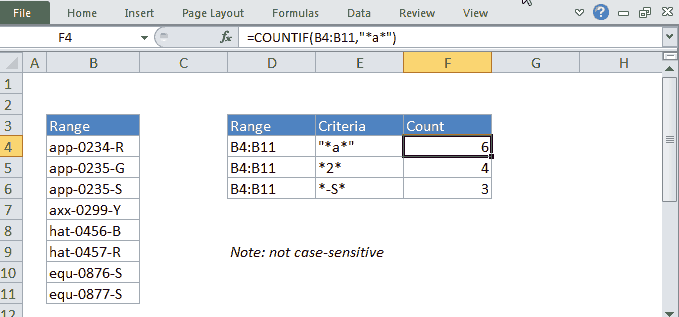 File Home Insert Page Layout Formulas Data Review View
F4 fx =COUNTIF(B4:B11,"*a*")
A B C D E F G H
1
2
3 Range Range Criteria Count
4 app-0234-R B4:B11 "*a*" 6
5 app-0235-G B4:B11 *2* 4
6 app-0235-S B4:B11 *-S* 3
7 axx-0299-Y
8 hat-0456-B
9 hat-0457-R Note: not case-sensitive
10 equ-0876-S
11 equ-0877-S
12